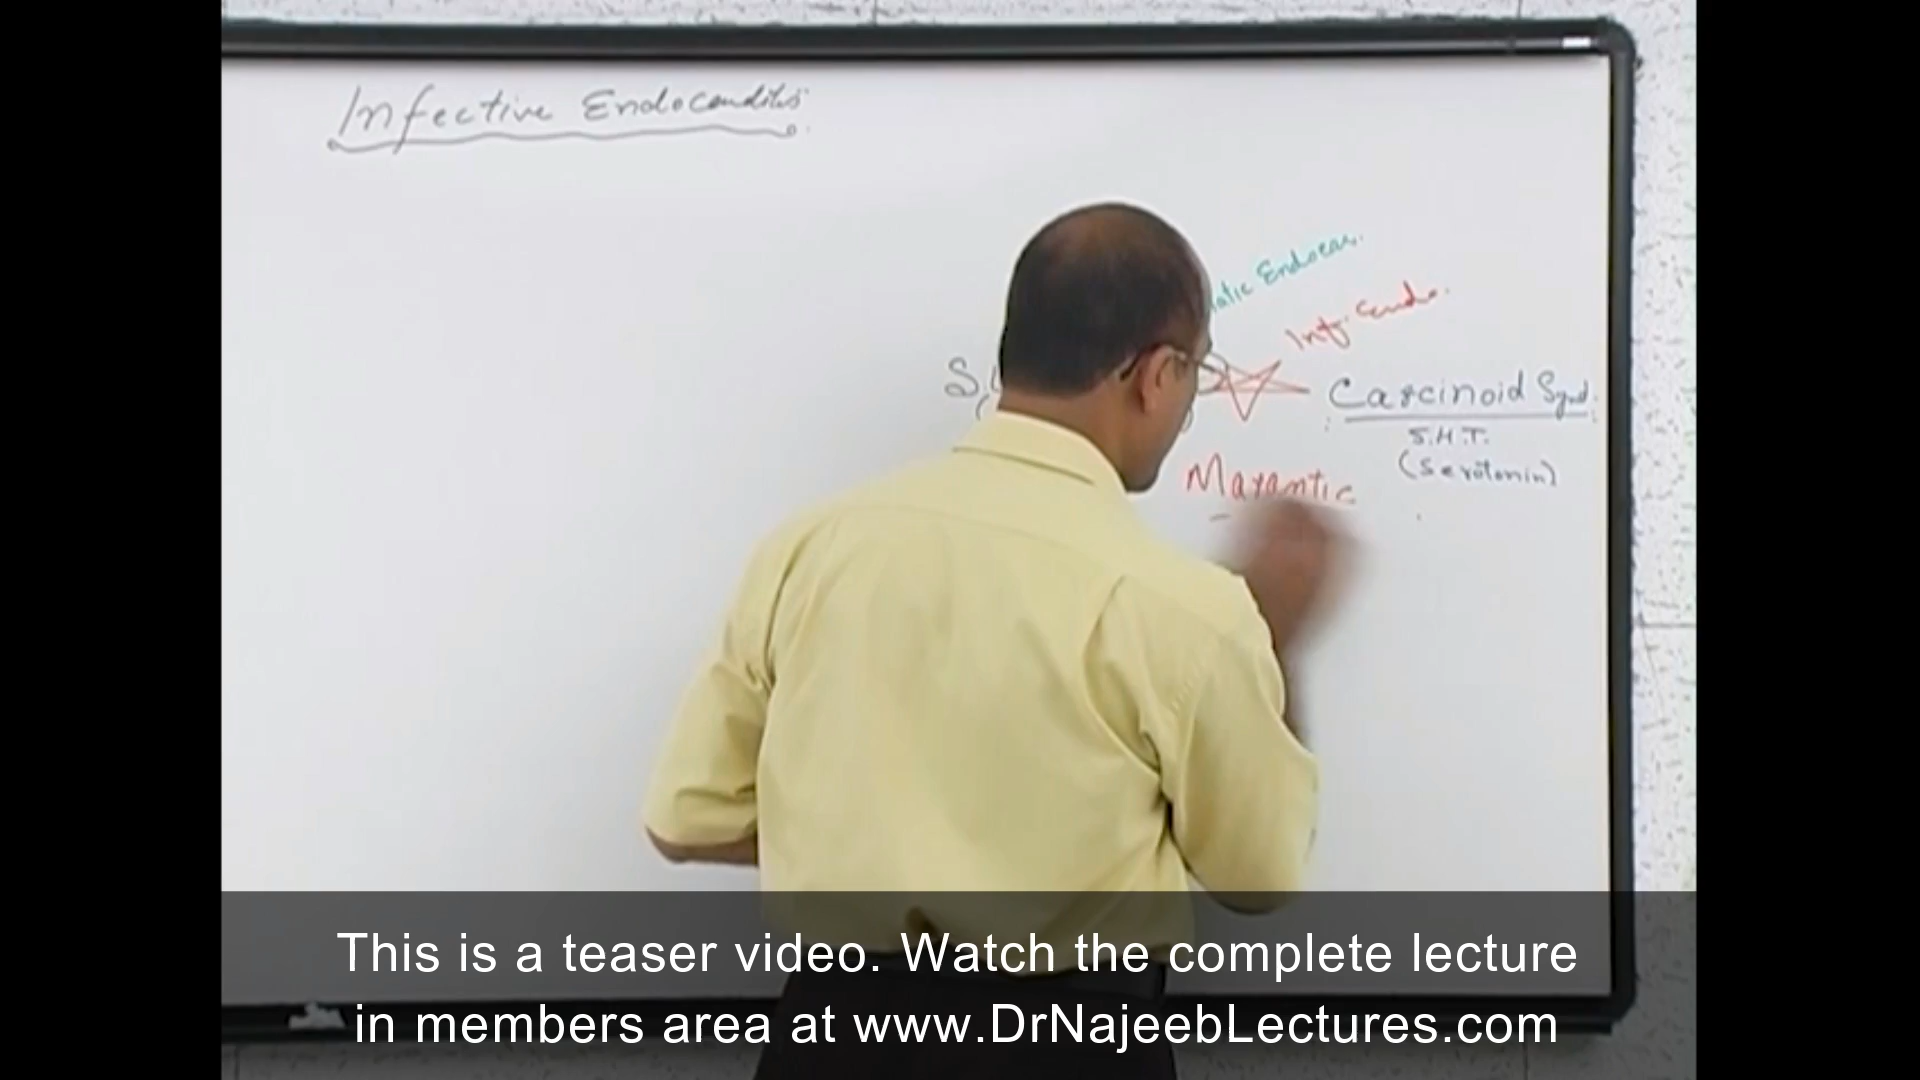 Infective Endocarditis
Endocar.
Inf. Endo.
Carcinoid Synd.
5.H.T.
(Serotonin)
Marantic
This is a teaser video. Watch the complete lecture
in members area at www.DrNajeebLectures.com